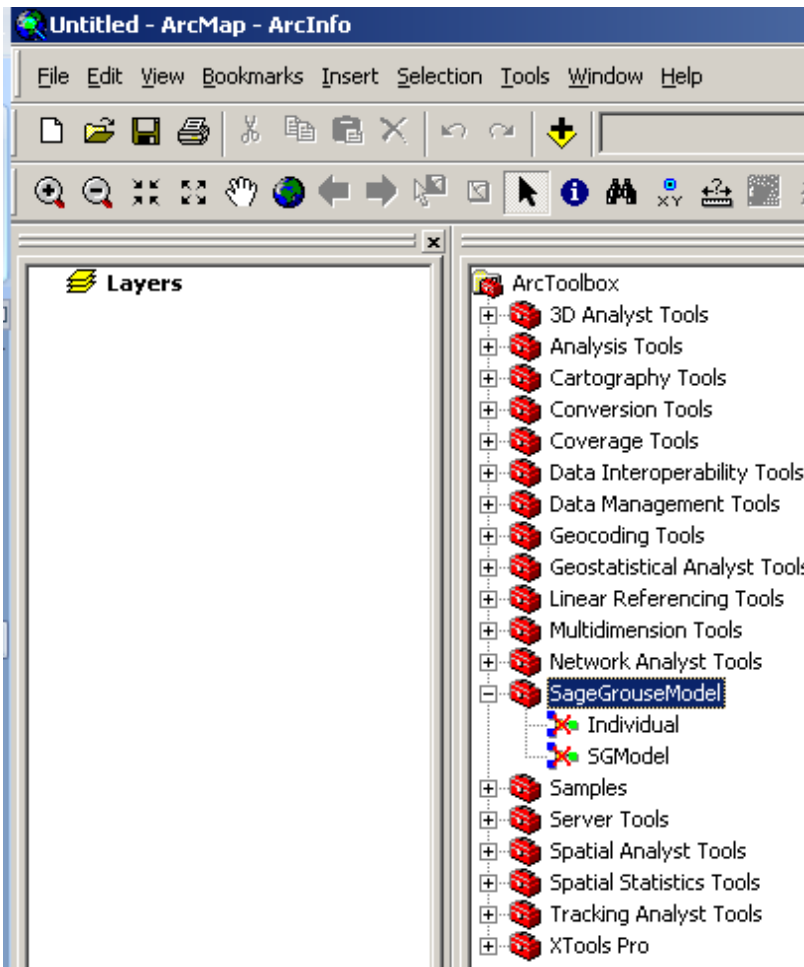 Untitled - ArcMap - ArcInfo
File Edit View Bookmarks Insert Selection Tools Window Help
XY
Layers
ArcToolbox
3D Analyst Tools
Analysis Tools
Cartography Tools
Conversion Tools
Coverage Tools
Data Interoperability Tools
Data Management Tools
Geocoding Tools
Geostatistical Analyst Tools
Linear Referencing Tools
Multidimension Tools
Network Analyst Tools
SageGrouseModel
Individual
SGModel
Samples
Server Tools
Spatial Analyst Tools
Spatial Statistics Tools
Tracking Analyst Tools
XTools Pro